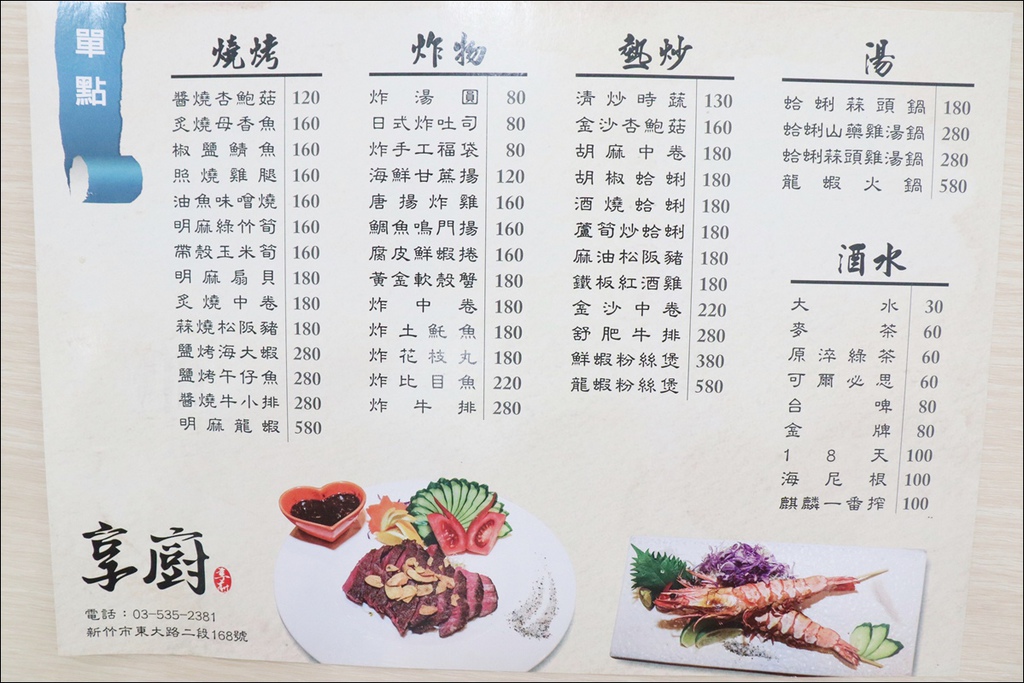 單點
燒烤
醬燒杏鮑菇 120
炙燒母香魚 160
椒鹽鯖魚 160
照燒雞腿 160
油魚味噌燒 160
明麻綠竹筍 160
帶殼玉米筍 160
明麻扇貝 180
炙燒中卷 180
蒜燒松阪豬 180
鹽烤海大蝦 280
鹽烤午仔魚 280
醬燒牛小排 280
明麻龍蝦 580
炸物
炸湯圓 80
日式炸吐司 80
炸手工福袋 80
海鮮甘蔗揚 120
唐揚炸雞 160
鯛魚鳴門揚 160
腐皮鮮蝦捲 160
黃金軟殼蟹 180
炸中卷 180
炸土魠魚 180
炸花枝丸 180
炸比目魚 220
炸牛排 280
熱炒
清炒時蔬 130
金沙杏鮑菇 160
胡麻中卷 180
胡椒蛤蜊 180
酒燒蛤蜊 180
蘆筍炒蛤蜊 180
麻油松阪豬 180
鐵板紅酒雞 180
金沙中卷 220
舒肥牛排 280
鮮蝦粉絲煲 380
龍蝦粉絲煲 580
湯
蛤蜊蒜頭鍋 180
蛤蜊山藥雞湯鍋 280
蛤蜊蒜頭雞湯鍋 280
龍蝦火鍋 580
酒水
大水 30
麥茶 60
原淬綠茶 60
可爾必思 60
台啤 80
金牌 80
18天 100
海尼根 100
麒麟一番搾 100
享廚
電話：03-535-2381
新竹市東大路二段168號